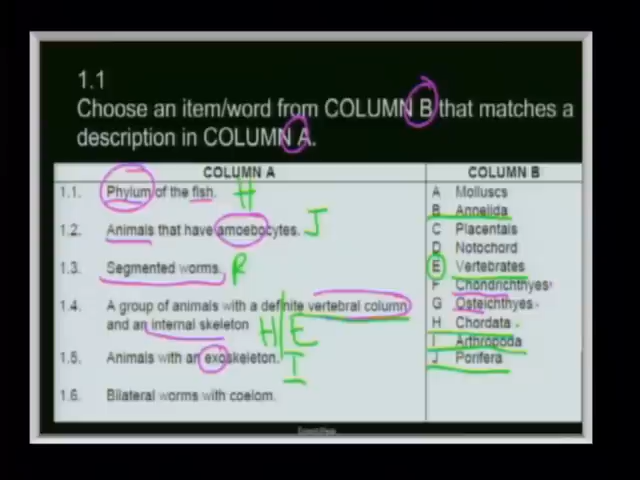 1.1
Choose an item/word from COLUMN B that matches a
description in COLUMN A.
COLUMN A
COLUMN B
1.1. Phylum of the fish. H
1.2. Animals that have amoebocytes. J
1.3. Segmented worms. R
1.4. A group of animals with a definite vertebral column
and an internal skeleton H E
1.5. Animals with an exoskeleton. I
1.6. Bilateral worms with coelom.
A Molluscs
B Annelida
C Placentals
D Notochord
E Vertebrates
F Chondrichthyes
G Osteichthyes
H Chordata
I Arthropoda
J Porifera